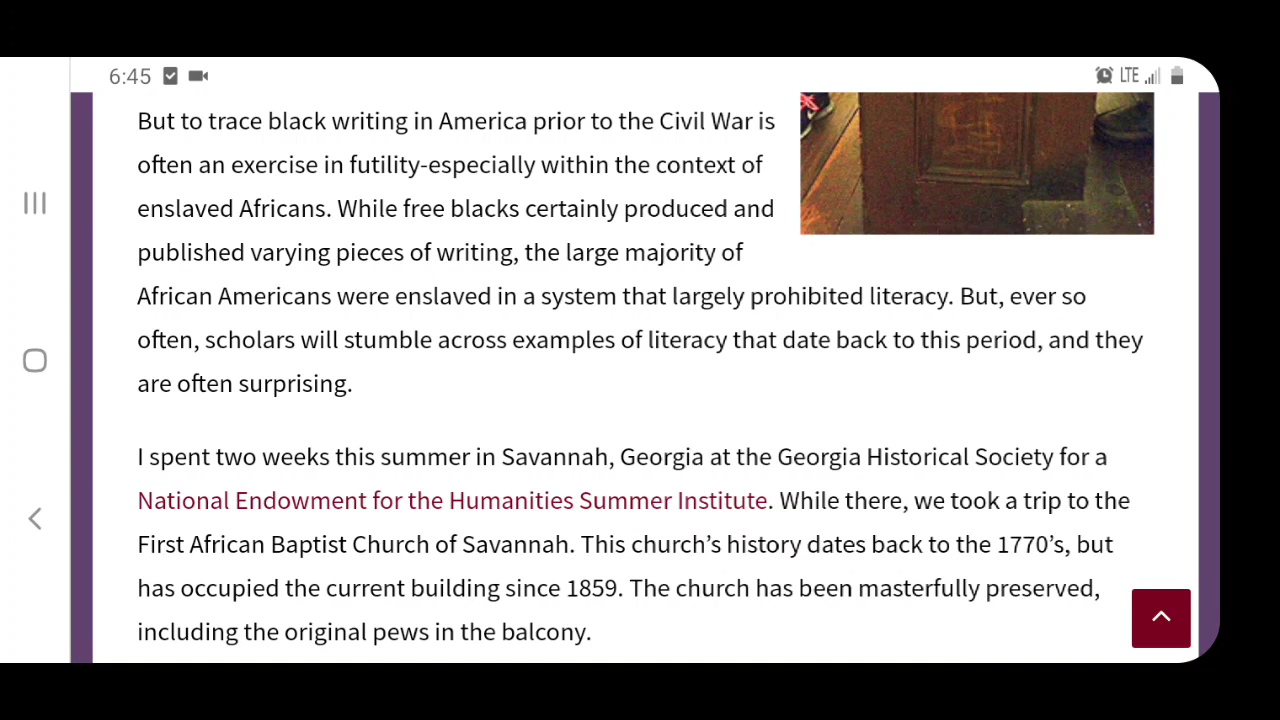 6:45
LTE
But to trace black writing in America prior to the Civil War is
often an exercise in futility-especially within the context of
enslaved Africans. While free blacks certainly produced and
published varying pieces of writing, the large majority of
African Americans were enslaved in a system that largely prohibited literacy. But, ever so
often, scholars will stumble across examples of literacy that date back to this period, and they
are often surprising.
I spent two weeks this summer in Savannah, Georgia at the Georgia Historical Society for a
National Endowment for the Humanities Summer Institute. While there, we took a trip to the
First African Baptist Church of Savannah. This church’s history dates back to the 1770’s, but
has occupied the current building since 1859. The church has been masterfully preserved,
including the original pews in the balcony.